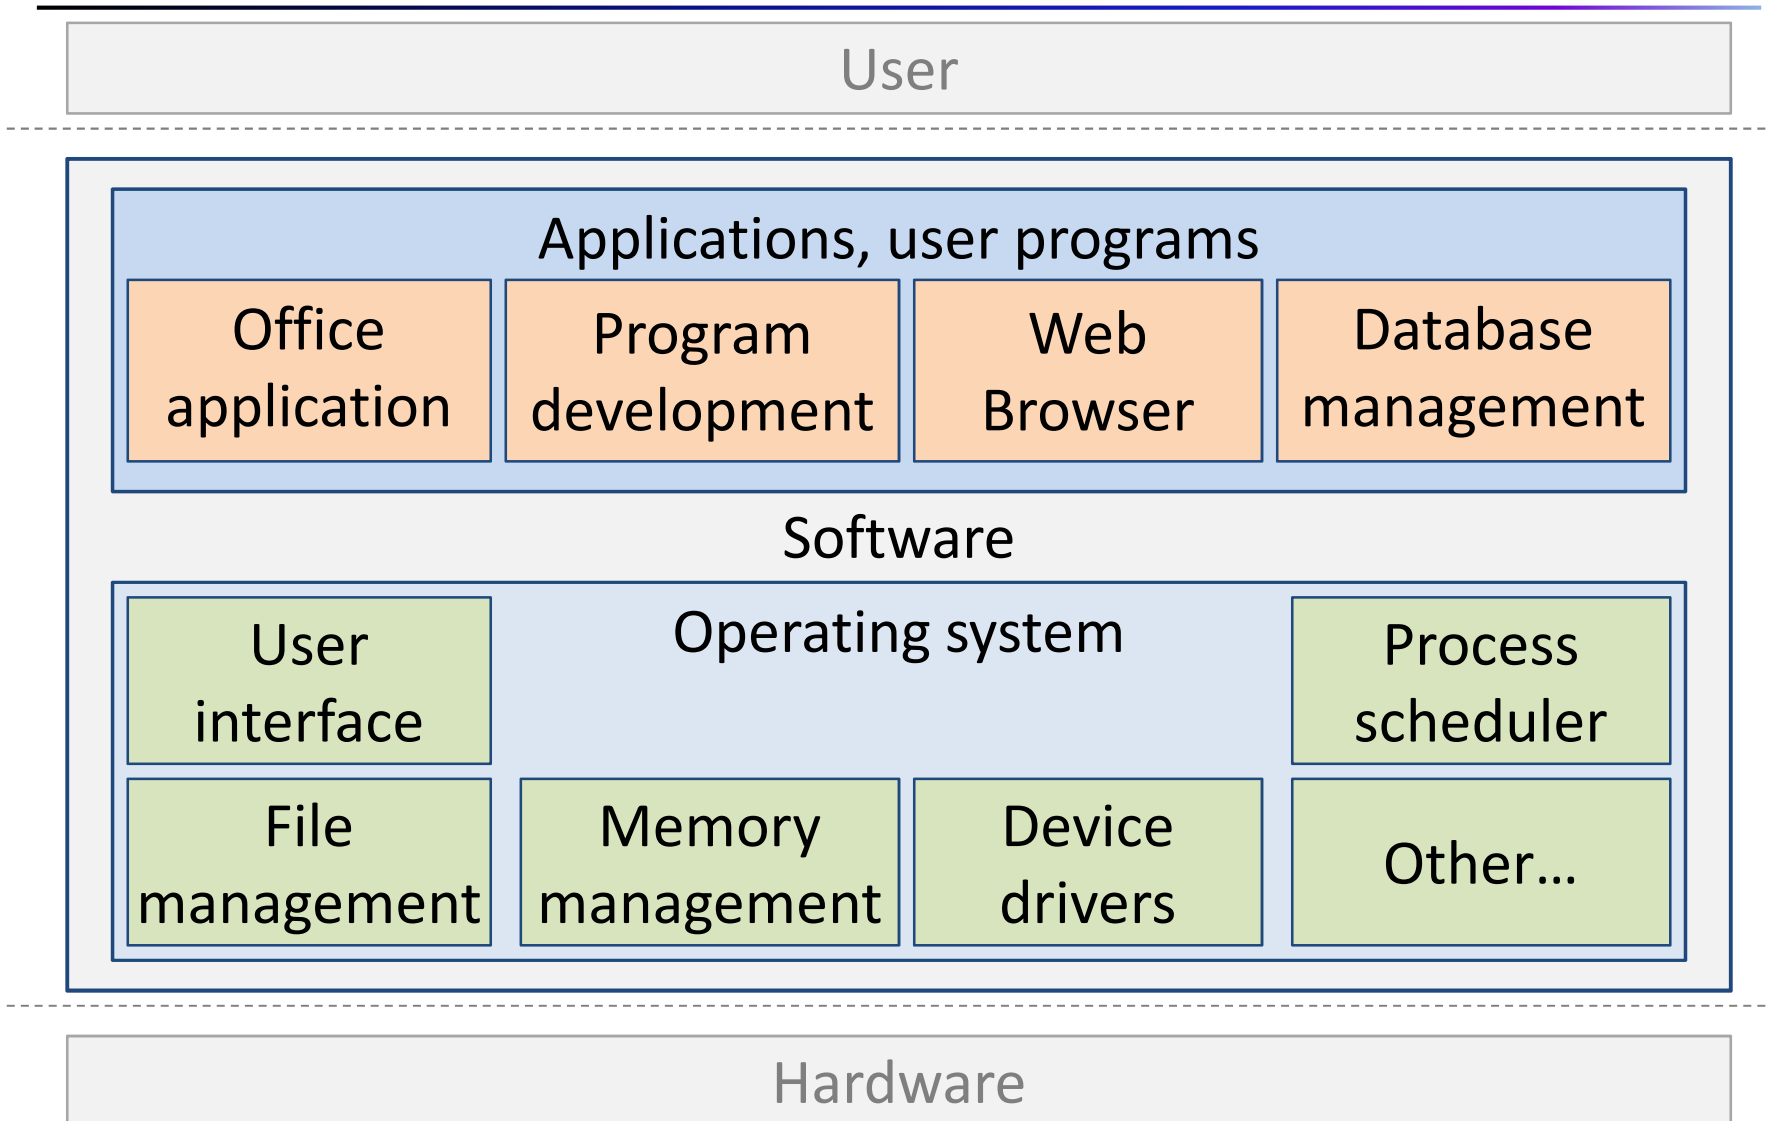 User
Applications, user programs
Office
application
Program
development
Web
Browser
Database
management
Software
Operating system
User
interface
Process
scheduler
File
management
Memory
management
Device
drivers
Other...
Hardware